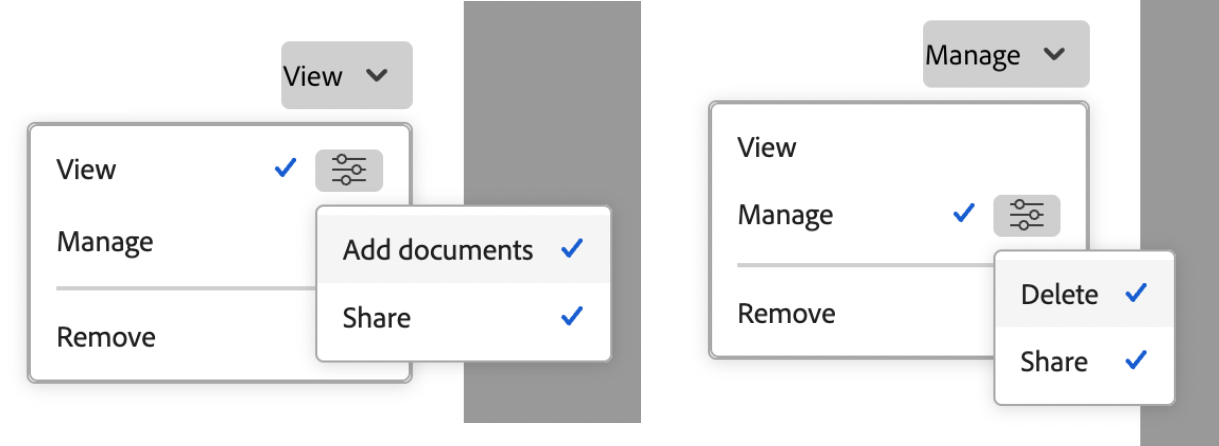 View
View
Manage
Add documents
Share
Remove
Manage
View
Manage
Delete
Remove
Share